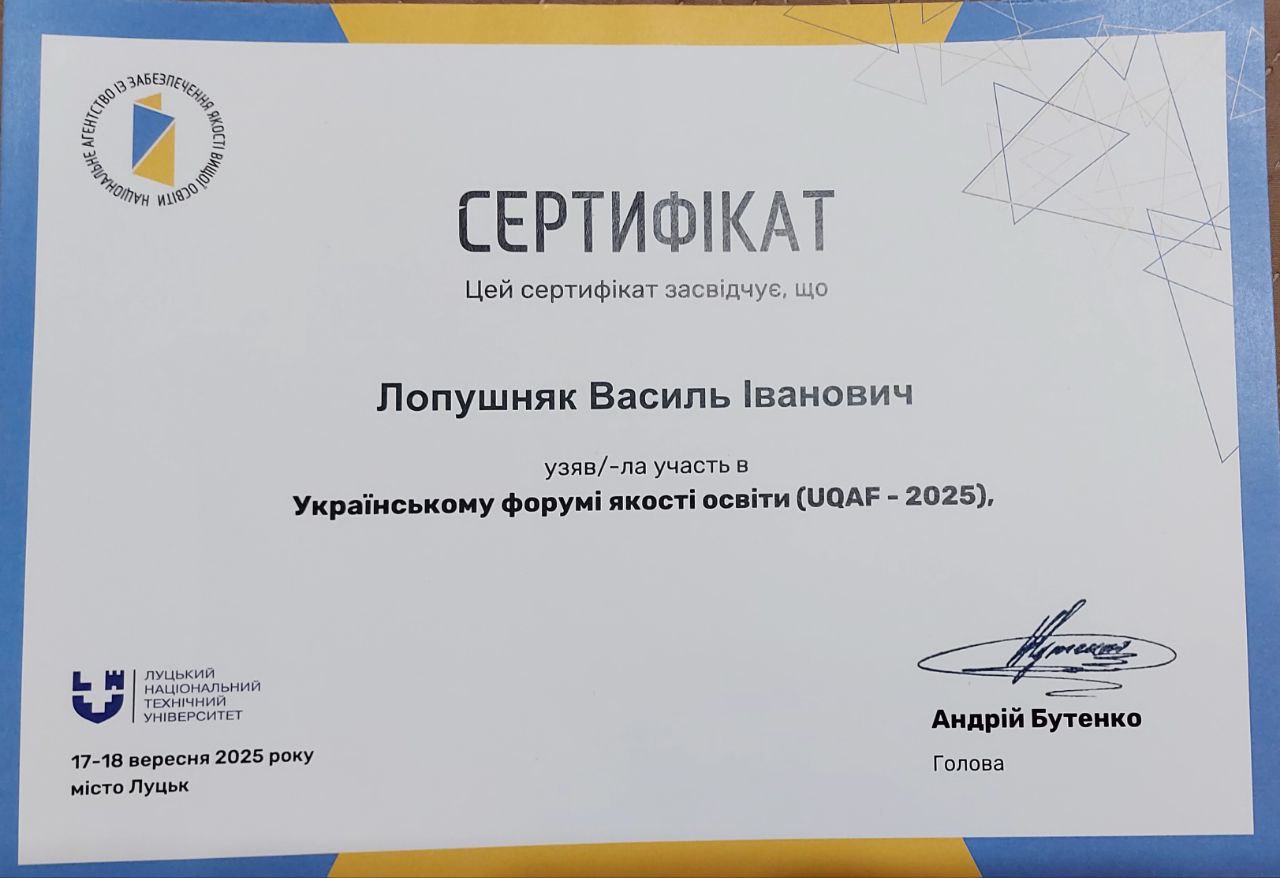 НАЦІОНАЛЬНЕ АГЕНТСТВО ІЗ ЗАБЕЗПЕЧЕННЯ ЯКОСТІ ВИЩОЇ ОСВІТИ
СЕРТИФІКАТ
Цей сертифікат засвідчує, що
Лопушняк Василь Іванович
узяв/-ла участь в
Українському форумі якості освіти (UQAF - 2025),
ЛУЦЬКИЙ
НАЦІОНАЛЬНИЙ
ТЕХНІЧНИЙ
УНІВЕРСИТЕТ
17-18 вересня 2025 року
місто Луцьк
Андрій Бутенко
Голова